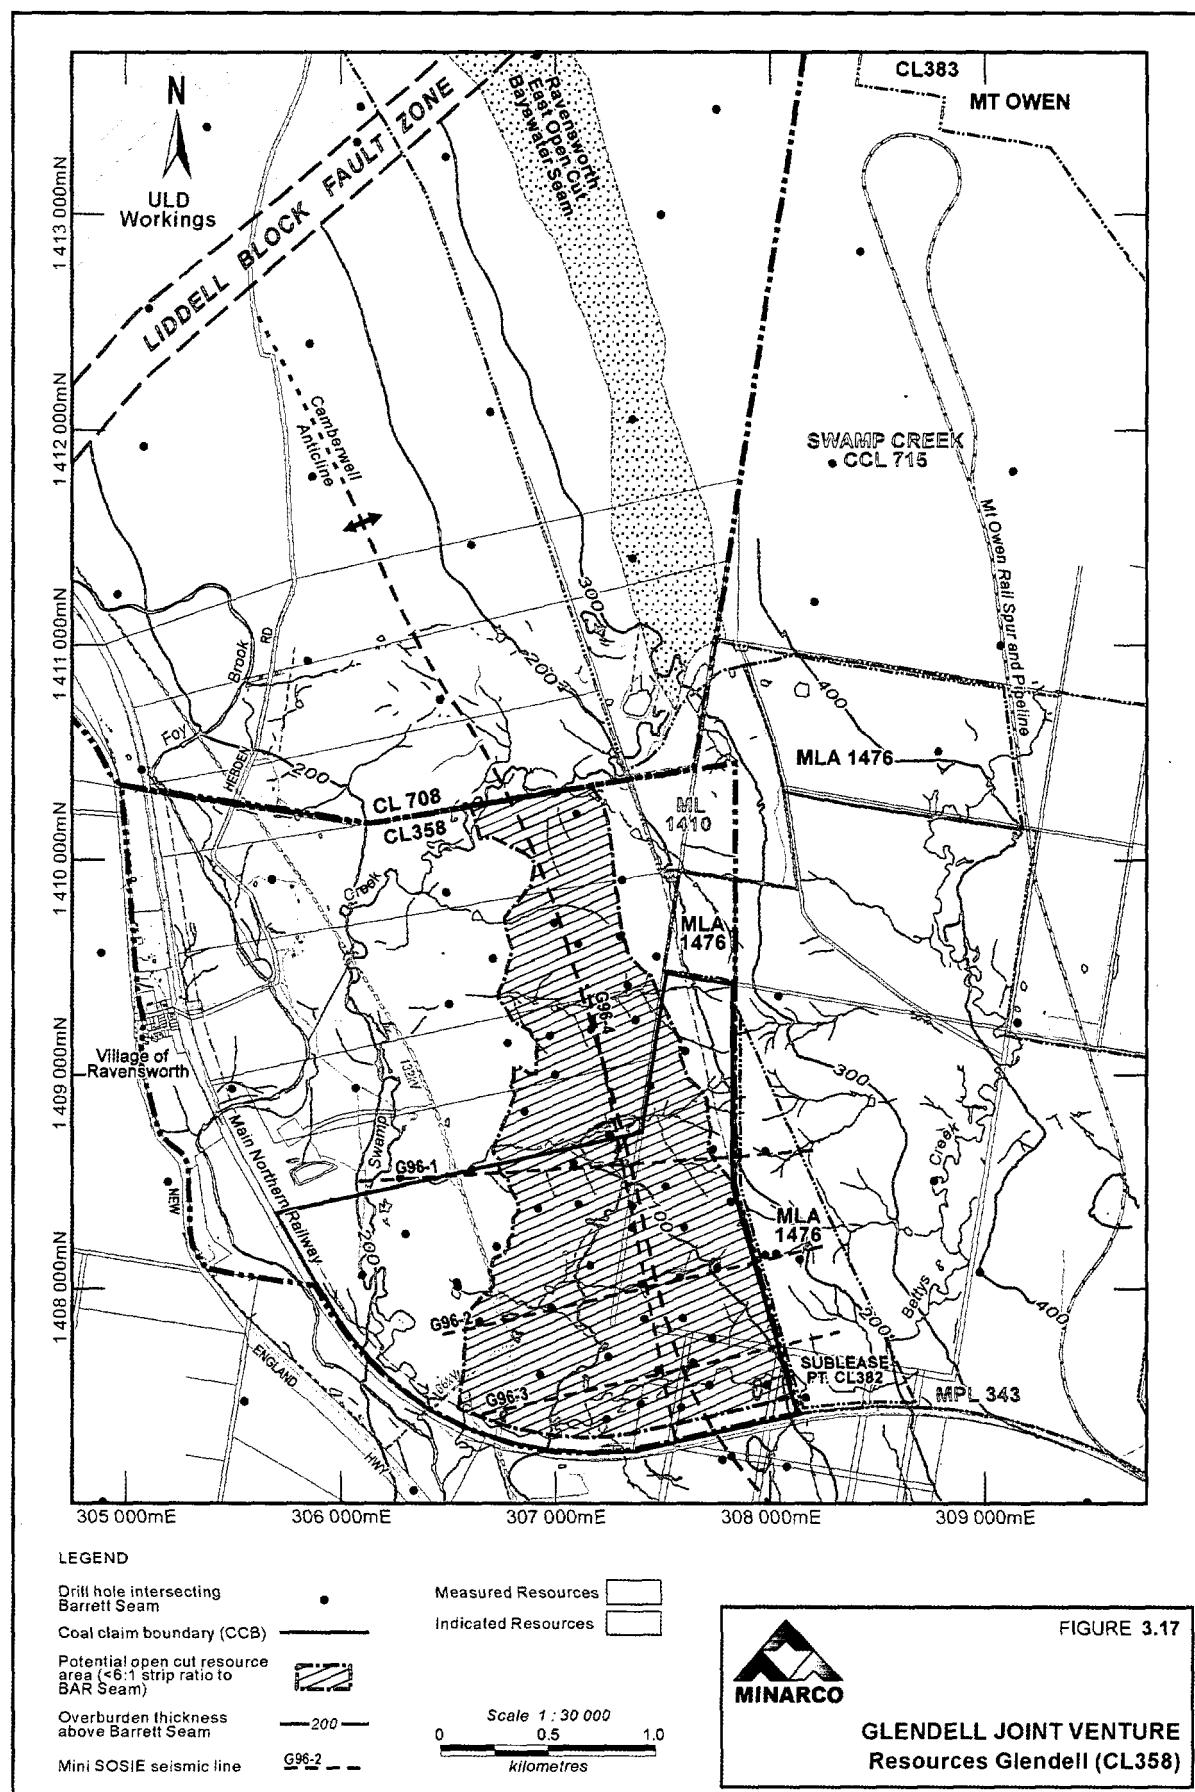 CL383
MT OWEN
N
ULD
Workings
LIDDELL BLOCK FAULT ZONE
Ravensworth
East Open Cut
Bayswater Seam
1 413 000mN
1 412 000mN
1 411 000mN
1 410 000mN
1 409 000mN
1 408 000mN
Camberwell
Anticline
SWAMP CREEK
CCL 715
Mt Owen Rail Spur and Pipeline
300
200
400
Foy
Brook
HEBDEN
RD
200
CL 708
CL358
ML
1410
MLA 1476
Creek
MLA
1476
G96-4
Village of
Ravensworth
132kV
300
Main Northern Railway
Swamp
G96-1
Creek
NEW
200
MLA
1476
Bettys
G96-2
200
400
ENGLAND
HWY
G96-3
SUBLEASE
PT. CL382
MPL 343
305 000mE
306 000mE
307 000mE
308 000mE
309 000mE
LEGEND
Drill hole intersecting
Barrett Seam
Coal claim boundary (CCB)
Potential open cut resource
area (<6:1 strip ratio to
BAR Seam)
Overburden thickness
above Barrett Seam
200
Mini SOSIE seismic line
G96-2
Measured Resources
Indicated Resources
Scale 1 : 30 000
0 0.5 1.0
kilometres
FIGURE 3.17
MINARCO
GLENDELL JOINT VENTURE
Resources Glendell (CL358)